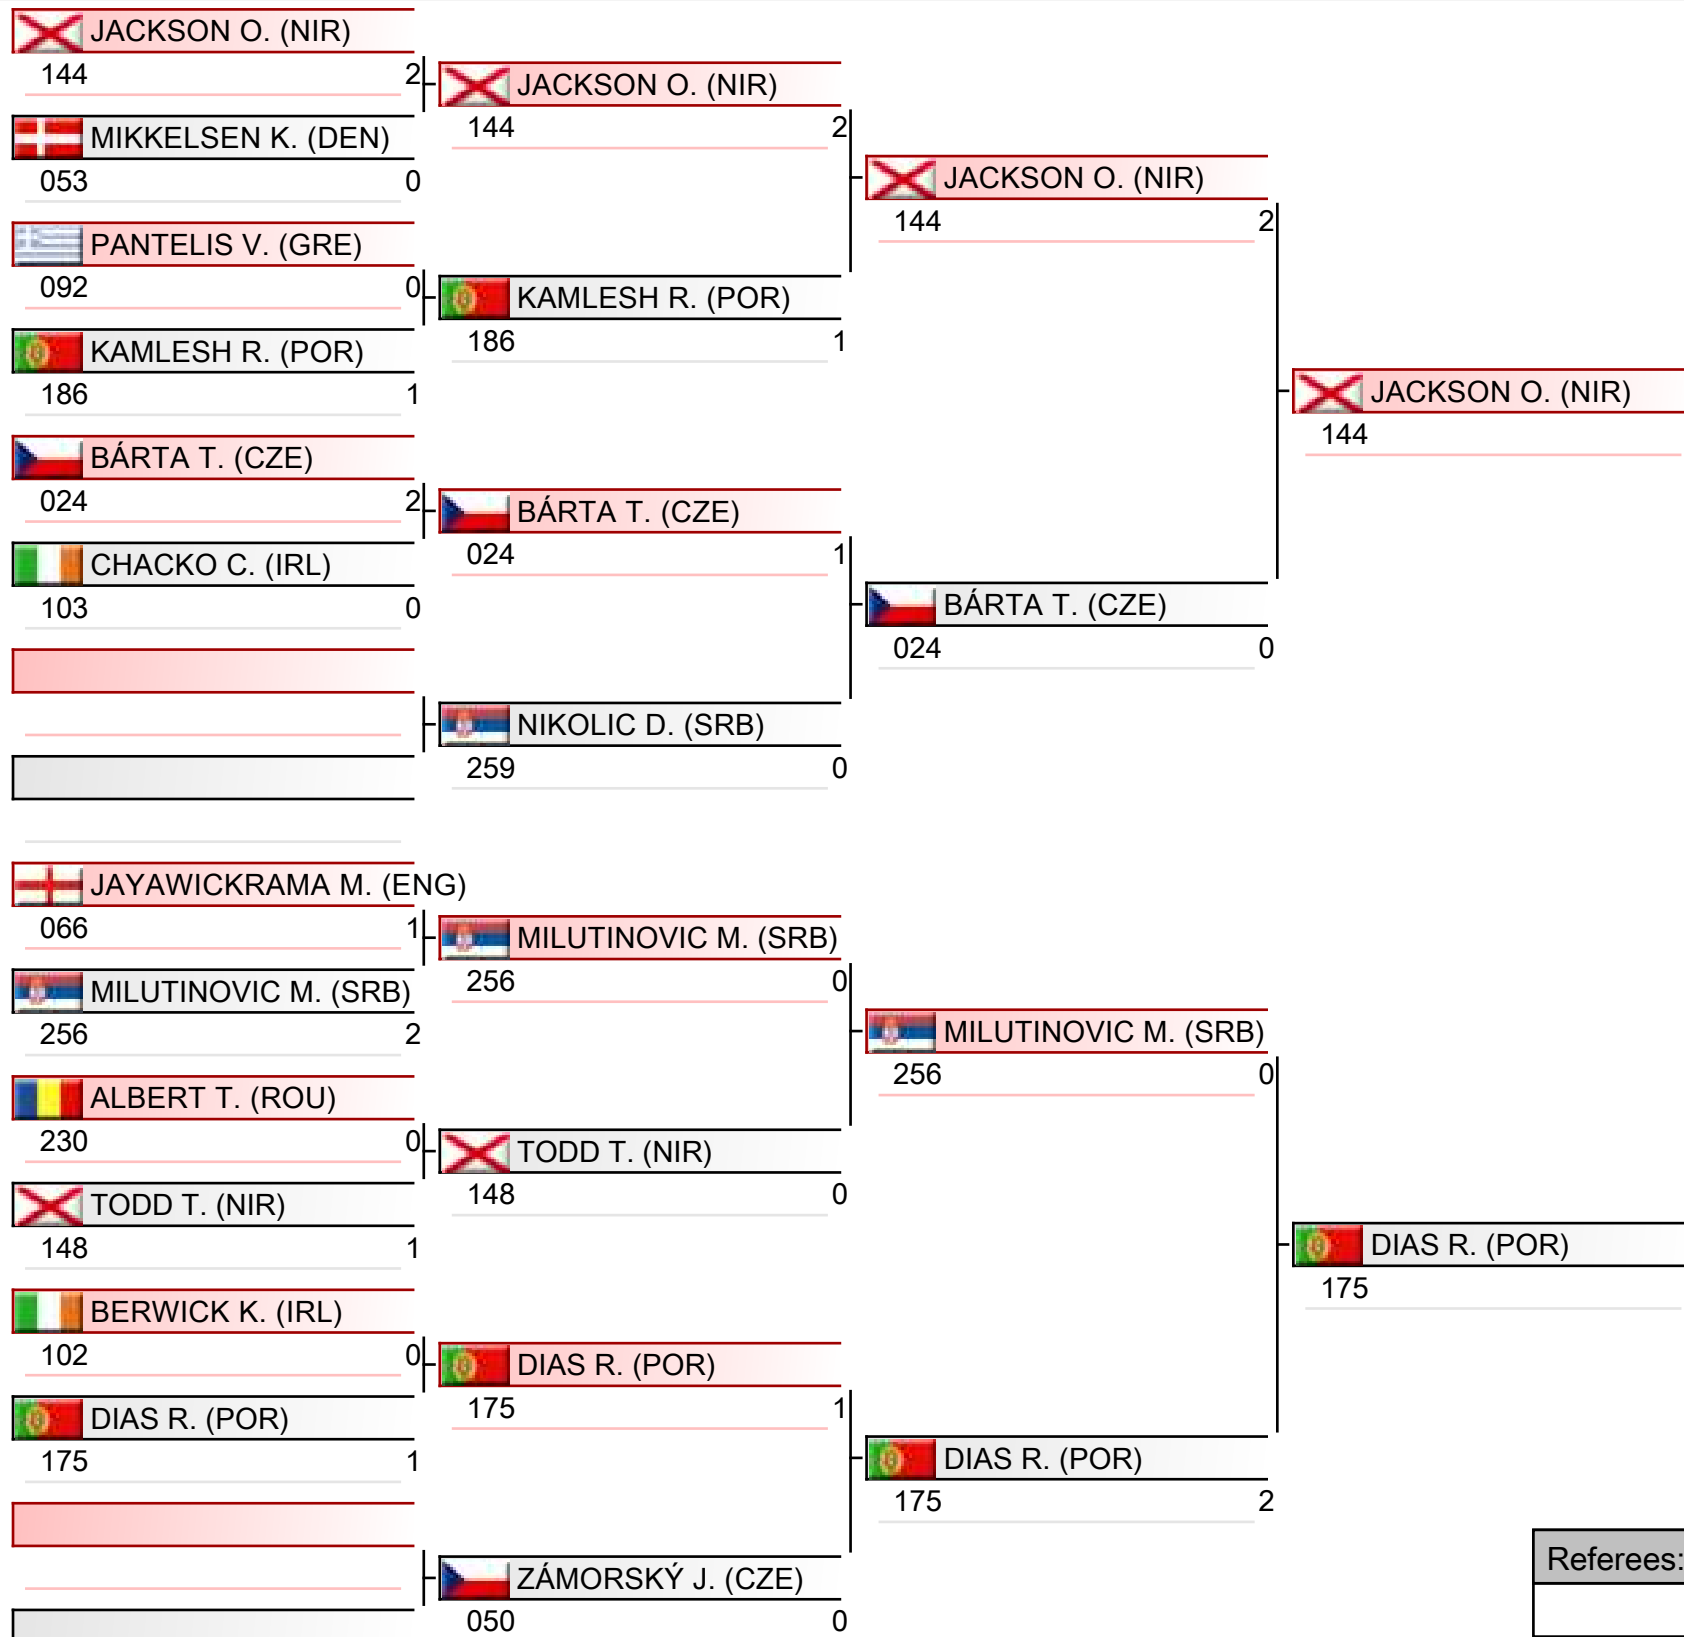 JACKSON O. (NIR)
144 2
MIKKELSEN K. (DEN)
053 0
PANTELIS V. (GRE)
092 0
KAMLESH R. (POR)
186 1
BÁRTA T. (CZE)
024 2
CHACKO C. (IRL)
103 0
JAYAWICKRAMA M. (ENG)
066 1
MILUTINOVIC M. (SRB)
256 2
ALBERT T. (ROU)
230 0
TODD T. (NIR)
148 1
BERWICK K. (IRL)
102 0
DIAS R. (POR)
175 1
JACKSON O. (NIR)
144 2
KAMLESH R. (POR)
186 1
BÁRTA T. (CZE)
024 1
NIKOLIC D. (SRB)
259 0
MILUTINOVIC M. (SRB)
256 0
TODD T. (NIR)
148 0
DIAS R. (POR)
175 1
ZÁMORSKÝ J. (CZE)
050 0
JACKSON O. (NIR)
144 2
BÁRTA T. (CZE)
024 0
MILUTINOVIC M. (SRB)
256 0
DIAS R. (POR)
175 2
JACKSON O. (NIR)
144
DIAS R. (POR)
175
Referees: